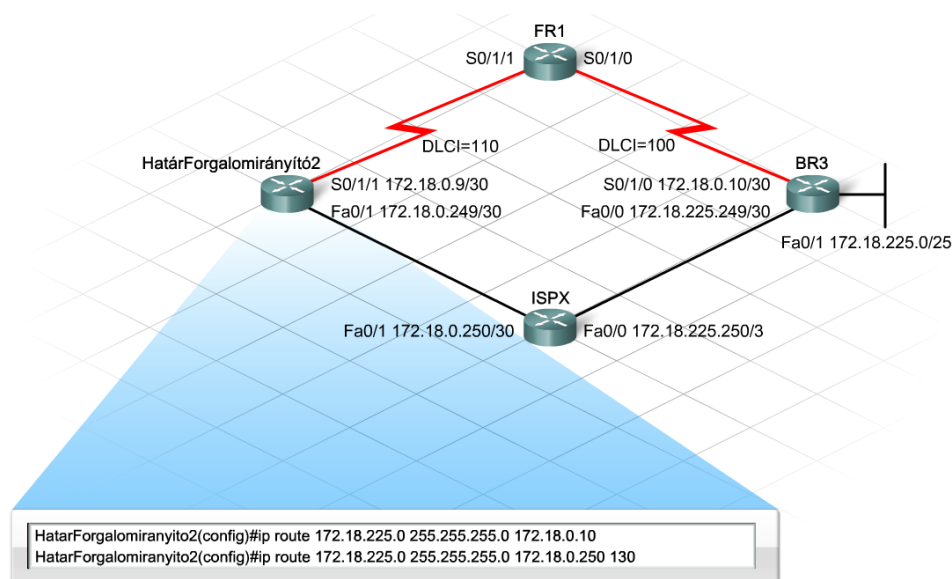 FR1
S0/1/1
S0/1/0
DLCI=110
DLCI=100
HatárForgalomirányító2
BR3
S0/1/1 172.18.0.9/30
S0/1/0 172.18.0.10/30
Fa0/1 172.18.0.249/30
Fa0/0 172.18.225.249/30
Fa0/1 172.18.225.0/25
ISPX
Fa0/1 172.18.0.250/30
Fa0/0 172.18.225.250/3
HatarForgalomiranyito2(config)#ip route 172.18.225.0 255.255.255.0 172.18.0.10
HatarForgalomiranyito2(config)#ip route 172.18.225.0 255.255.255.0 172.18.0.250 130